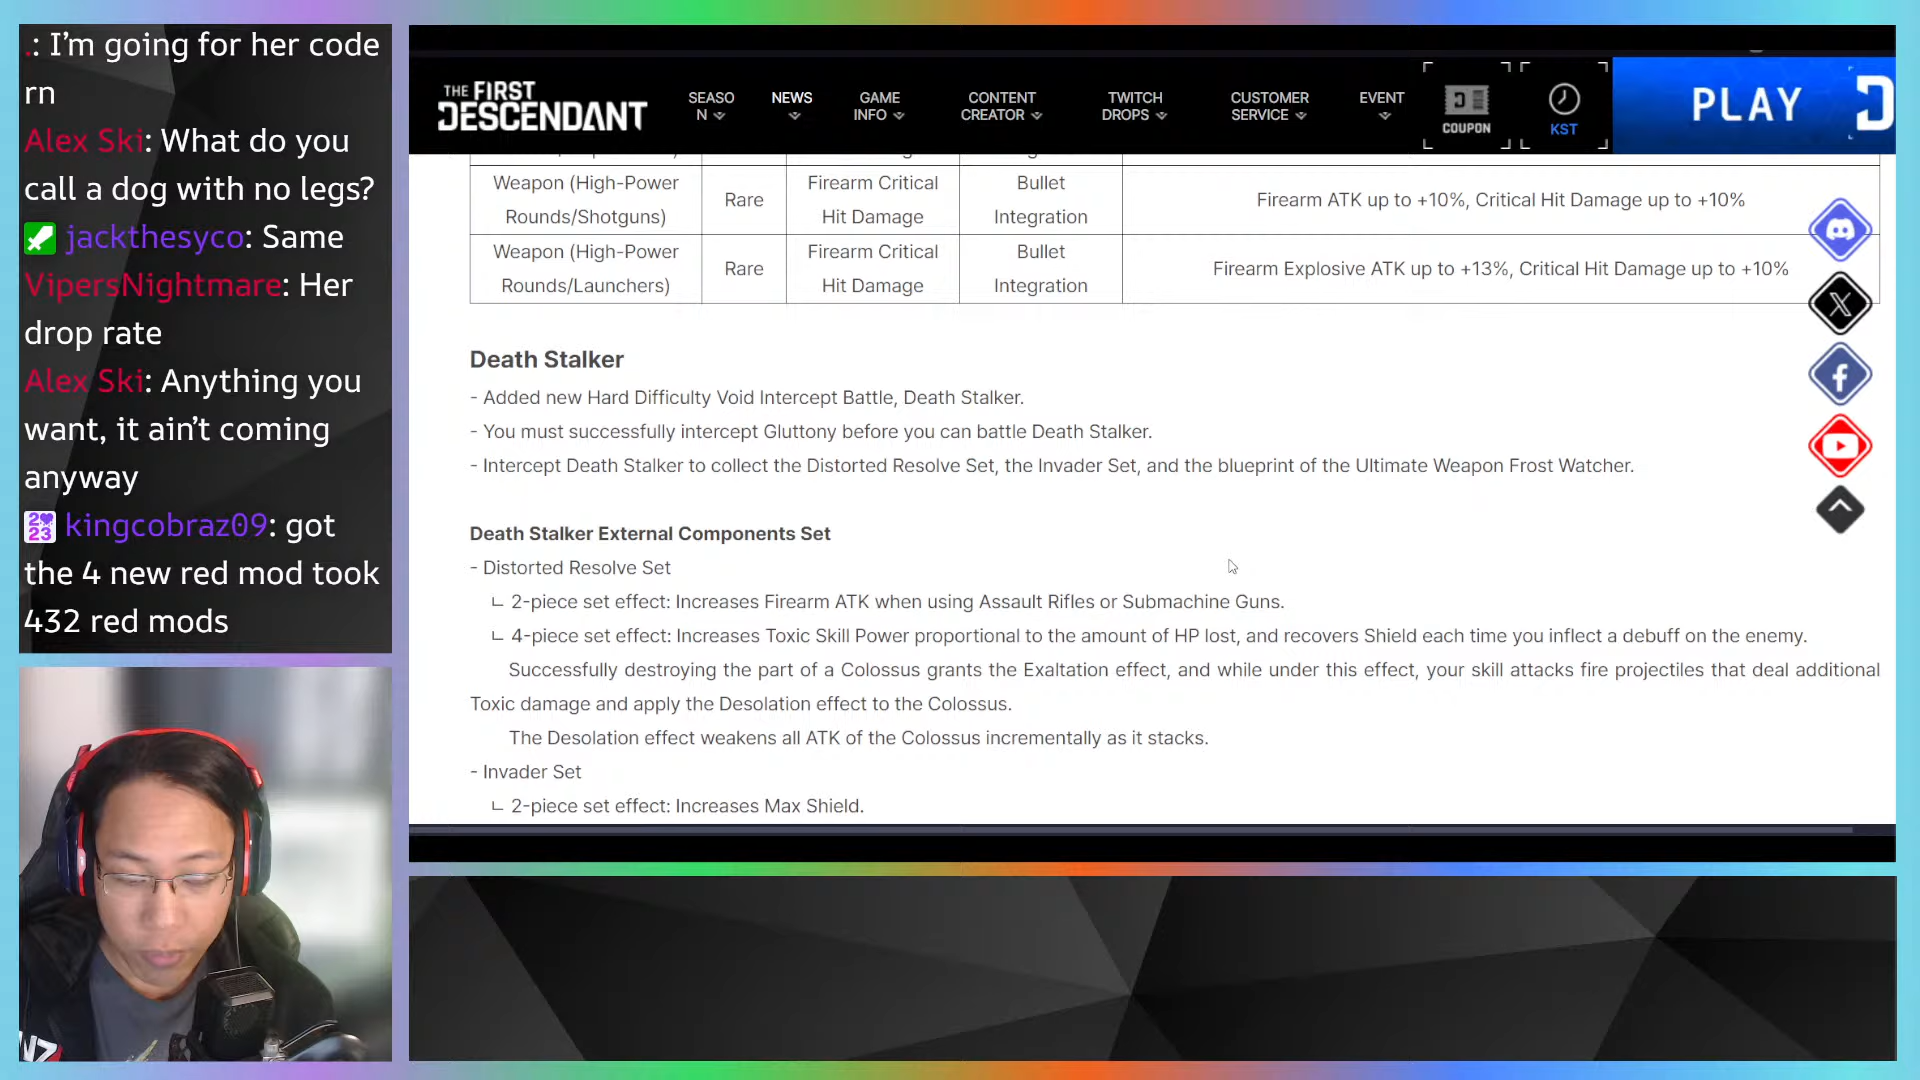 .: I'm going for her code
rn
Alex Ski: What do you
call a dog with no legs?
jackthesyco: Same
VipersNightmare: Her
drop rate
Alex Ski: Anything you
want, it ain't coming
anyway
2023 kingcobraz09: got
the 4 new red mod took
432 red mods
THE FIRST
DESCENDANT
SEASO
N
NEWS
GAME
INFO
CONTENT
CREATOR
TWITCH
DROPS
CUSTOMER
SERVICE
EVENT
COUPON
KST
PLAY
Weapon (High-Power
Rounds/Shotguns)
Rare
Firearm Critical
Hit Damage
Bullet
Integration
Firearm ATK up to +10%, Critical Hit Damage up to +10%
Weapon (High-Power
Rounds/Launchers)
Rare
Firearm Critical
Hit Damage
Bullet
Integration
Firearm Explosive ATK up to +13%, Critical Hit Damage up to +10%
Death Stalker
- Added new Hard Difficulty Void Intercept Battle, Death Stalker.
- You must successfully intercept Gluttony before you can battle Death Stalker.
- Intercept Death Stalker to collect the Distorted Resolve Set, the Invader Set, and the blueprint of the Ultimate Weapon Frost Watcher.
Death Stalker External Components Set
- Distorted Resolve Set
ㄴ 2-piece set effect: Increases Firearm ATK when using Assault Rifles or Submachine Guns.
ㄴ 4-piece set effect: Increases Toxic Skill Power proportional to the amount of HP lost, and recovers Shield each time you inflect a debuff on the enemy.
Successfully destroying the part of a Colossus grants the Exaltation effect, and while under this effect, your skill attacks fire projectiles that deal additional
Toxic damage and apply the Desolation effect to the Colossus.
The Desolation effect weakens all ATK of the Colossus incrementally as it stacks.
- Invader Set
ㄴ 2-piece set effect: Increases Max Shield.
N7